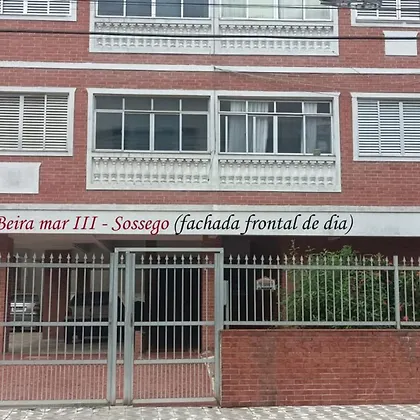 Beira mar III - Sossego (fachada frontal de dia)